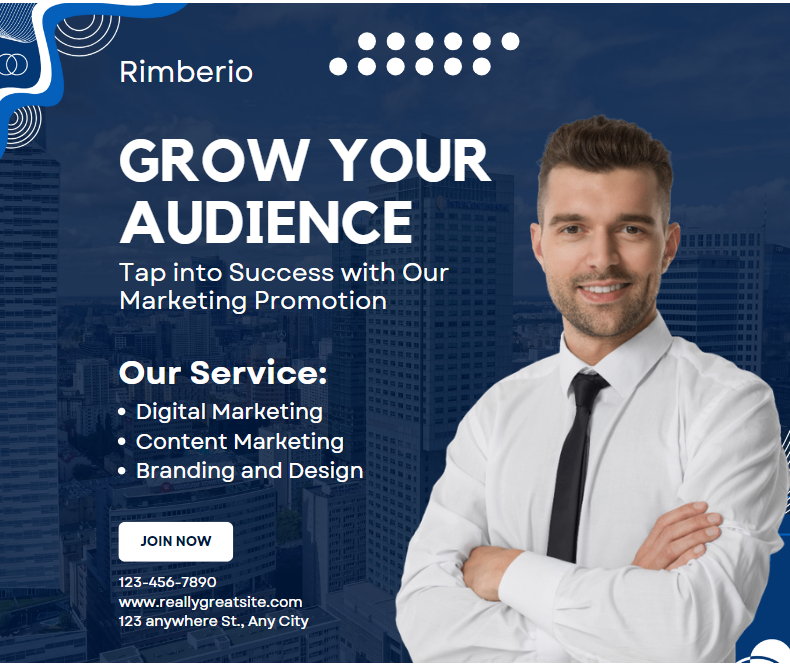 Rimberio
GROW YOUR
AUDIENCE
Tap into Success with Our
Marketing Promotion
Our Service:
• Digital Marketing
• Content Marketing
• Branding and Design
JOIN NOW
123-456-7890
www.reallygreatsite.com
123 anywhere St., Any City
INTERCONTINENTAL